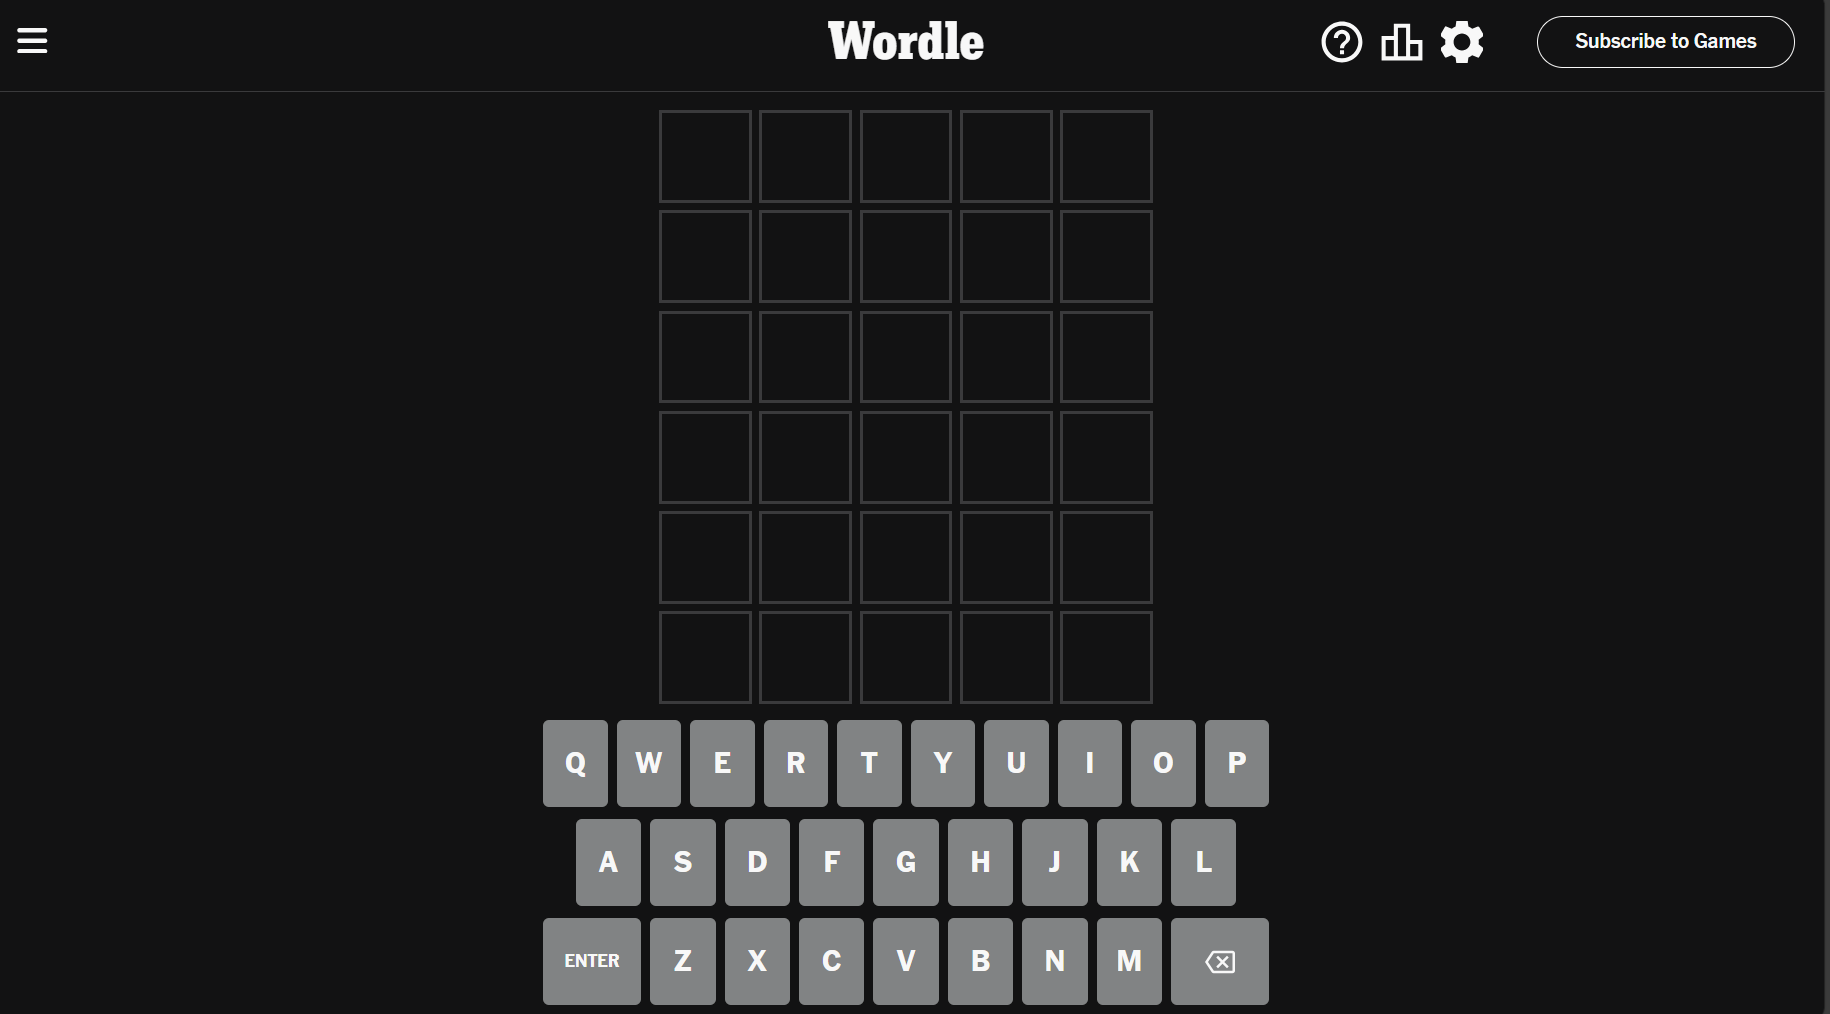 Wordle
Subscribe to Games
Q W E R T Y U I O P
A S D F G H J K L
ENTER Z X C V B N M